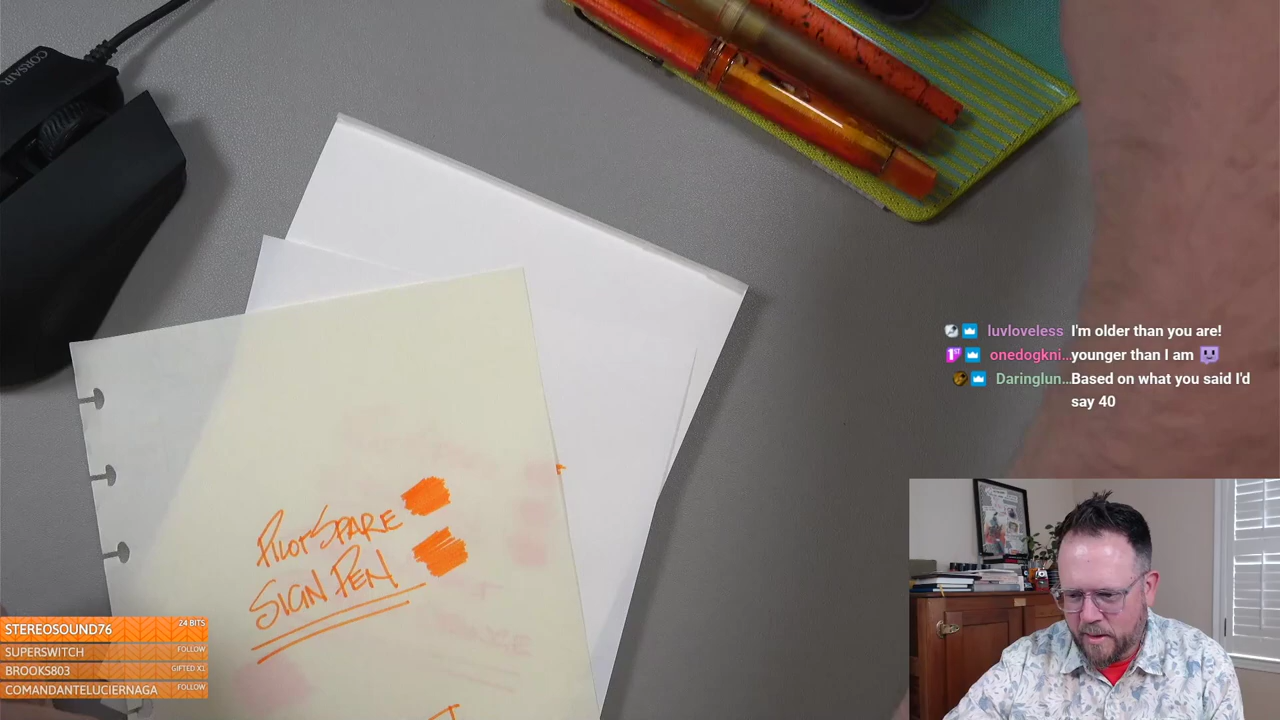 CORSAIR
luvloveless I'm older than you are!
onedogkni... younger than I am
Daringlun... Based on what you said I'd
say 40
PILOT SPARE
SIGN PEN
STEREOSOUND76 24 BITS
SUPERSWITCH FOLLOW
BROOKS803 GIFTED X1
COMANDANTELUCIERNAGA FOLLOW